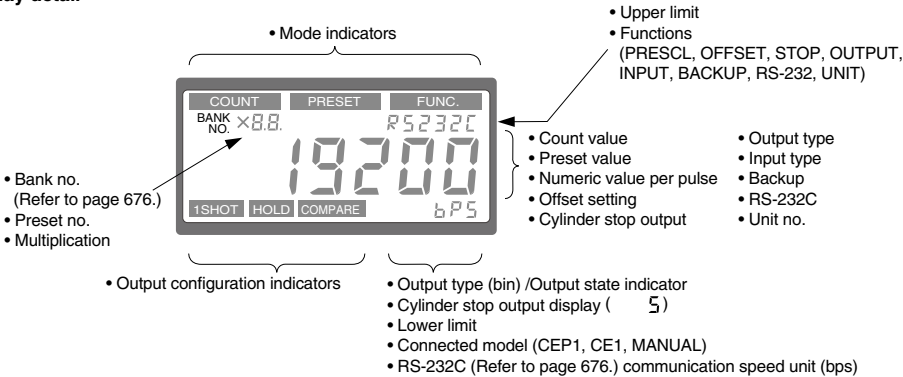 • Upper limit
• Functions
(PRESCL, OFFSET, STOP, OUTPUT,
INPUT, BACKUP, RS-232, UNIT)
• Mode indicators
COUNT PRESET FUNC.
BANK NO. ×8.8. RS232C
19200
1SHOT HOLD COMPARE bPS
• Bank no.
(Refer to page 676.)
• Preset no.
• Multiplication
• Count value
• Preset value
• Numeric value per pulse
• Offset setting
• Cylinder stop output
• Output type
• Input type
• Backup
• RS-232C
• Unit no.
• Output configuration indicators
• Output type (bin) /Output state indicator
• Cylinder stop output display ( 5)
• Lower limit
• Connected model (CEP1, CE1, MANUAL)
• RS-232C (Refer to page 676.) communication speed unit (bps)